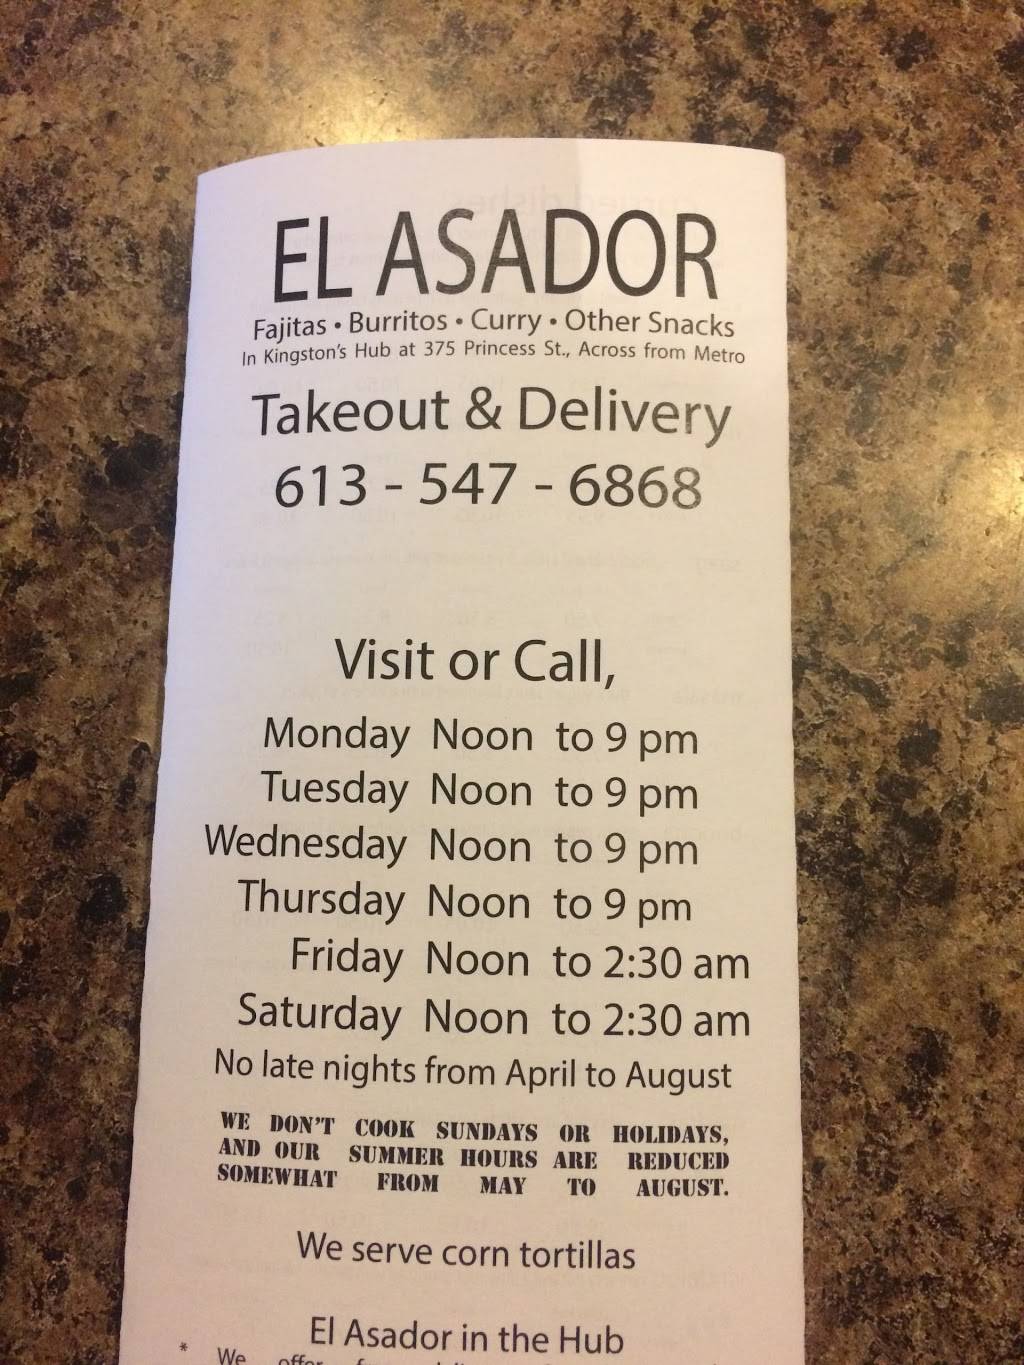 EL ASADOR
Fajitas • Burritos • Curry • Other Snacks
In Kingston's Hub at 375 Princess St., Across from Metro
Takeout & Delivery
613 - 547 - 6868
Visit or Call,
Monday Noon to 9 pm
Tuesday Noon to 9 pm
Wednesday Noon to 9 pm
Thursday Noon to 9 pm
Friday Noon to 2:30 am
Saturday Noon to 2:30 am
No late nights from April to August
WE DON'T COOK SUNDAYS OR HOLIDAYS,
AND OUR SUMMER HOURS ARE REDUCED
SOMEWHAT FROM MAY TO AUGUST.
We serve corn tortillas
El Asador in the Hub
* We offer